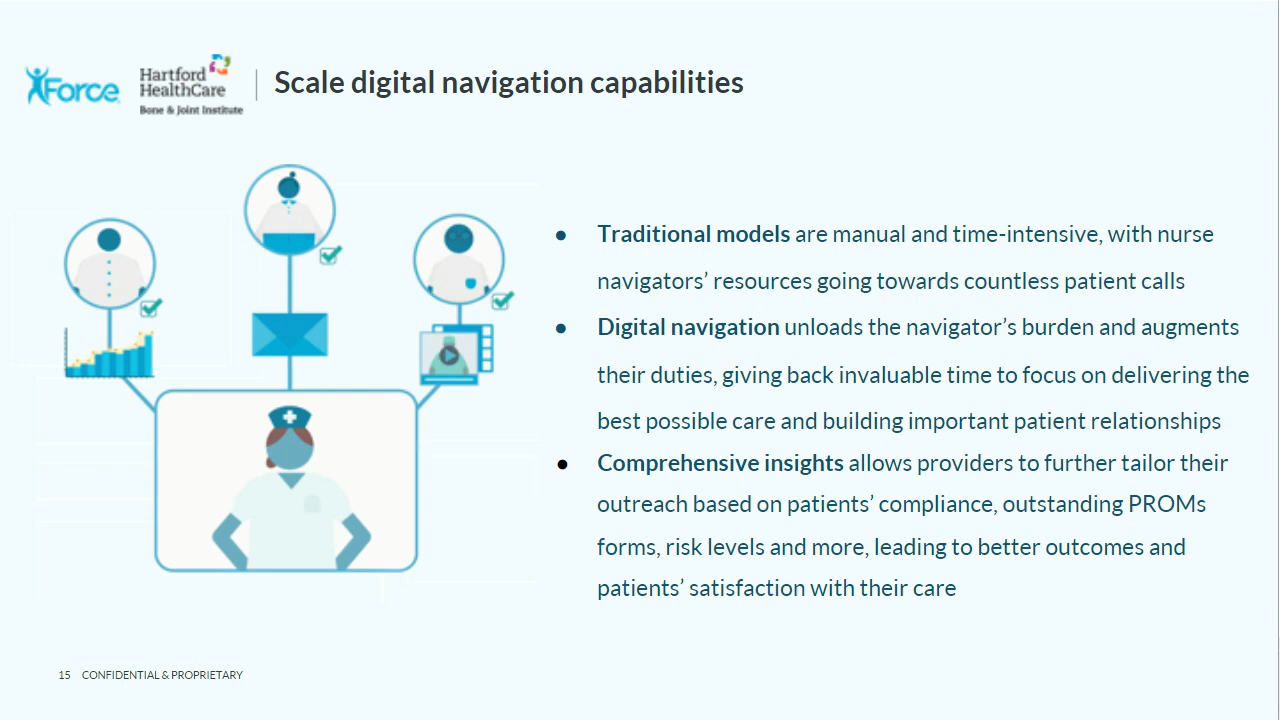 Force
Hartford
HealthCare
Bone & Joint Institute
Scale digital navigation capabilities
● Traditional models are manual and time-intensive, with nurse
navigators’ resources going towards countless patient calls
● Digital navigation unloads the navigator’s burden and augments
their duties, giving back invaluable time to focus on delivering the
best possible care and building important patient relationships
● Comprehensive insights allows providers to further tailor their
outreach based on patients’ compliance, outstanding PROMs
forms, risk levels and more, leading to better outcomes and
patients’ satisfaction with their care
15 CONFIDENTIAL & PROPRIETARY